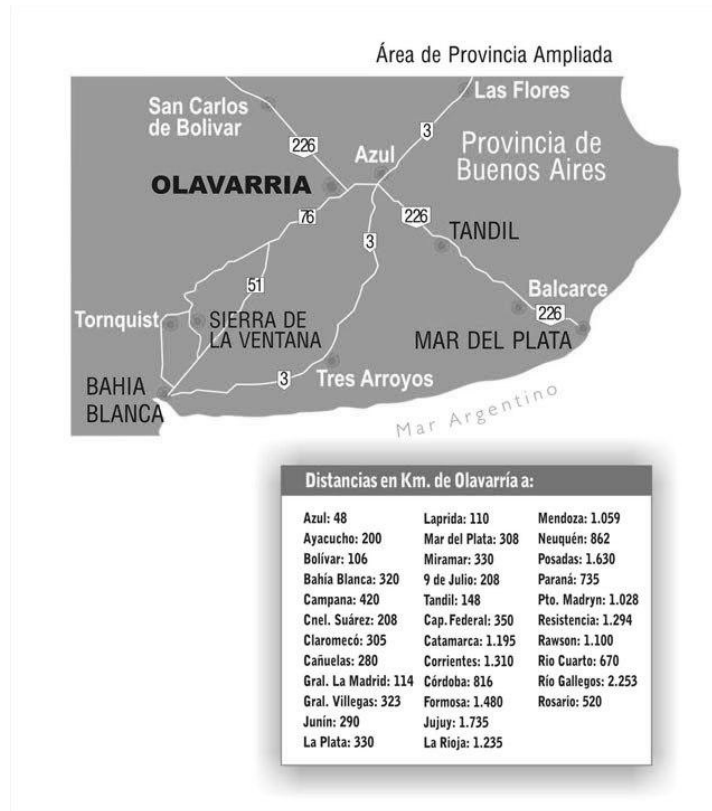 Área de Provincia Ampliada
San Carlos
de Bolivar
Las Flores
226
3
Provincia de
Buenos Aires
Azul
OLAVARRIA
76
3
226
TANDIL
51
Balcarce
Tornquist
SIERRA DE
LA VENTANA
226
MAR DEL PLATA
3
Tres Arroyos
BAHIA
BLANCA
Mar Argentino
Distancias en Km. de Olavarría a:
Azul: 48
Ayacucho: 200
Bolívar: 106
Bahía Blanca: 320
Campana: 420
Cnel. Suárez: 208
Claromecó: 305
Cañuelas: 280
Gral. La Madrid: 114
Gral. Villegas: 323
Junín: 290
La Plata: 330
Laprida: 110
Mar del Plata: 308
Miramar: 330
9 de Julio: 208
Tandil: 148
Cap. Federal: 350
Catamarca: 1.195
Corrientes: 1.310
Córdoba: 816
Formosa: 1.480
Jujuy: 1.735
La Rioja: 1.235
Mendoza: 1.059
Neuquén: 862
Posadas: 1.630
Paraná: 735
Pto. Madryn: 1.028
Resistencia: 1.294
Rawson: 1.100
Rio Cuarto: 670
Río Gallegos: 2.253
Rosario: 520